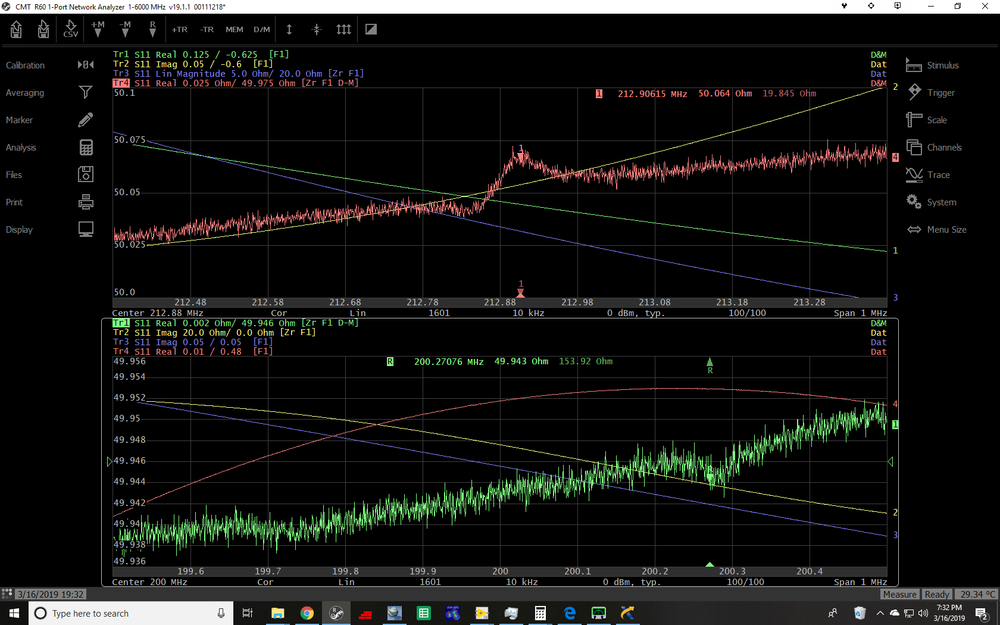 CMT R60 1-Port Network Analyzer 1-6000 MHz v19.1.1 00111218*
CSV +M -M R +TR -TR MEM D/M
Calibration
Averaging
Marker
Analysis
Files
Print
Display
Tr1 S11 Real 0.125 / -0.625 [F1] D&M
Tr2 S11 Imag 0.05 / -0.6 [F1] Dat
Tr3 S11 Lin Magnitude 5.0 Ohm/ 20.0 Ohm [Zr F1] Dat
Tr4 S11 Real 0.025 Ohm/ 49.975 Ohm [Zr F1 D-M] D&M
1 212.90615 MHz 50.064 Ohm 19.845 Ohm
50.1
50.075
50.05
50.025
50.0
1
1
2
4
1
3
212.48 212.58 212.68 212.78 212.88 212.98 213.08 213.18 213.28
Center 212.88 MHz Cor Lin 1601 10 kHz 0 dBm, typ. 100/100 Span 1 MHz
Tr1 S11 Real 0.002 Ohm/ 49.946 Ohm [Zr F1 D-M] D&M
Tr2 S11 Imag 20.0 Ohm/ 0.0 Ohm [Zr F1] Dat
Tr3 S11 Imag 0.05 / 0.05 [F1] Dat
Tr4 S11 Real 0.01 / 0.48 [F1] Dat
R 200.27076 MHz 49.943 Ohm 153.92 Ohm
R
R
49.956
49.954
49.952
49.95
49.948
49.946
49.944
49.942
49.94
49.938
49.936
4
1
2
3
199.6 199.7 199.8 199.9 200 200.1 200.2 200.3 200.4
Center 200 MHz Cor Lin 1601 10 kHz 0 dBm, typ. 100/100 Span 1 MHz
Stimulus
Trigger
Scale
Channels
Trace
System
Menu Size
3/16/2019 19:32 Measure Ready 29.34 °C
Type here to search
7:32 PM
3/16/2019
2